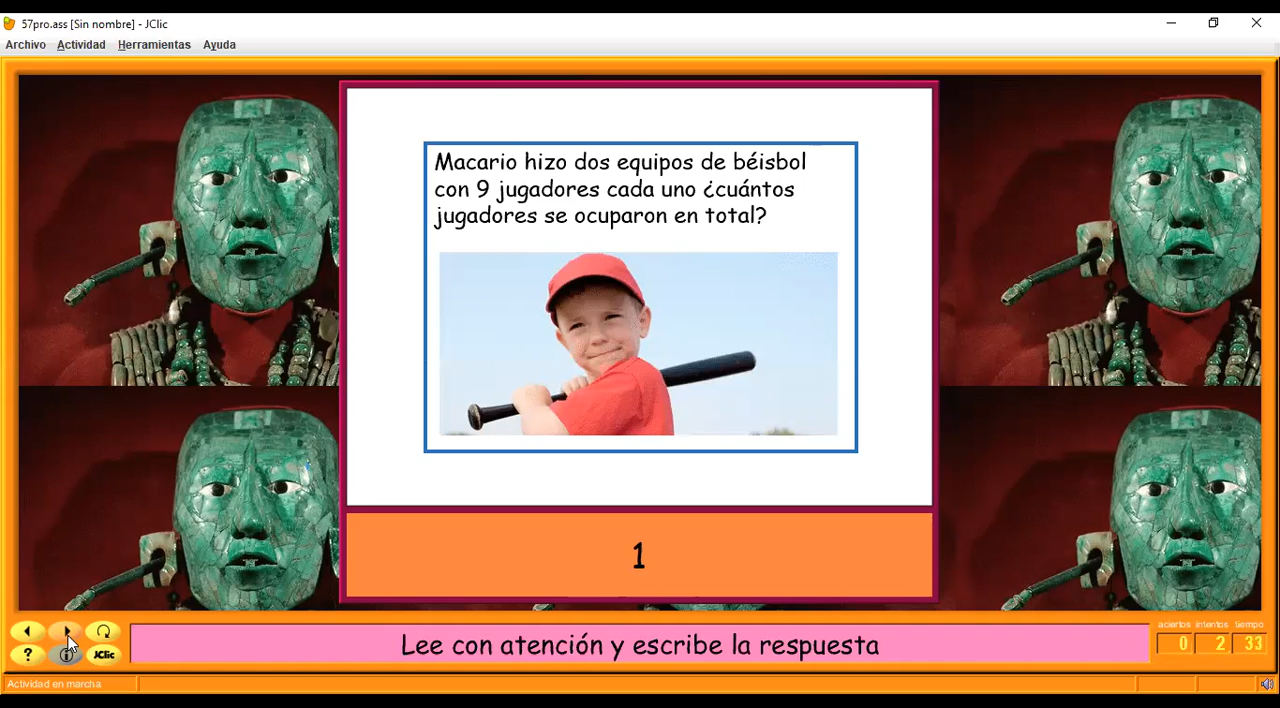 57pro.ass [Sin nombre] - JClic
Archivo Actividad Herramientas Ayuda
Macario hizo dos equipos de béisbol
con 9 jugadores cada uno ¿cuántos
jugadores se ocuparon en total?
1
Lee con atención y escribe la respuesta
aciertos intentos tiempo
0 2 33
? i JClic
Actividad en marcha